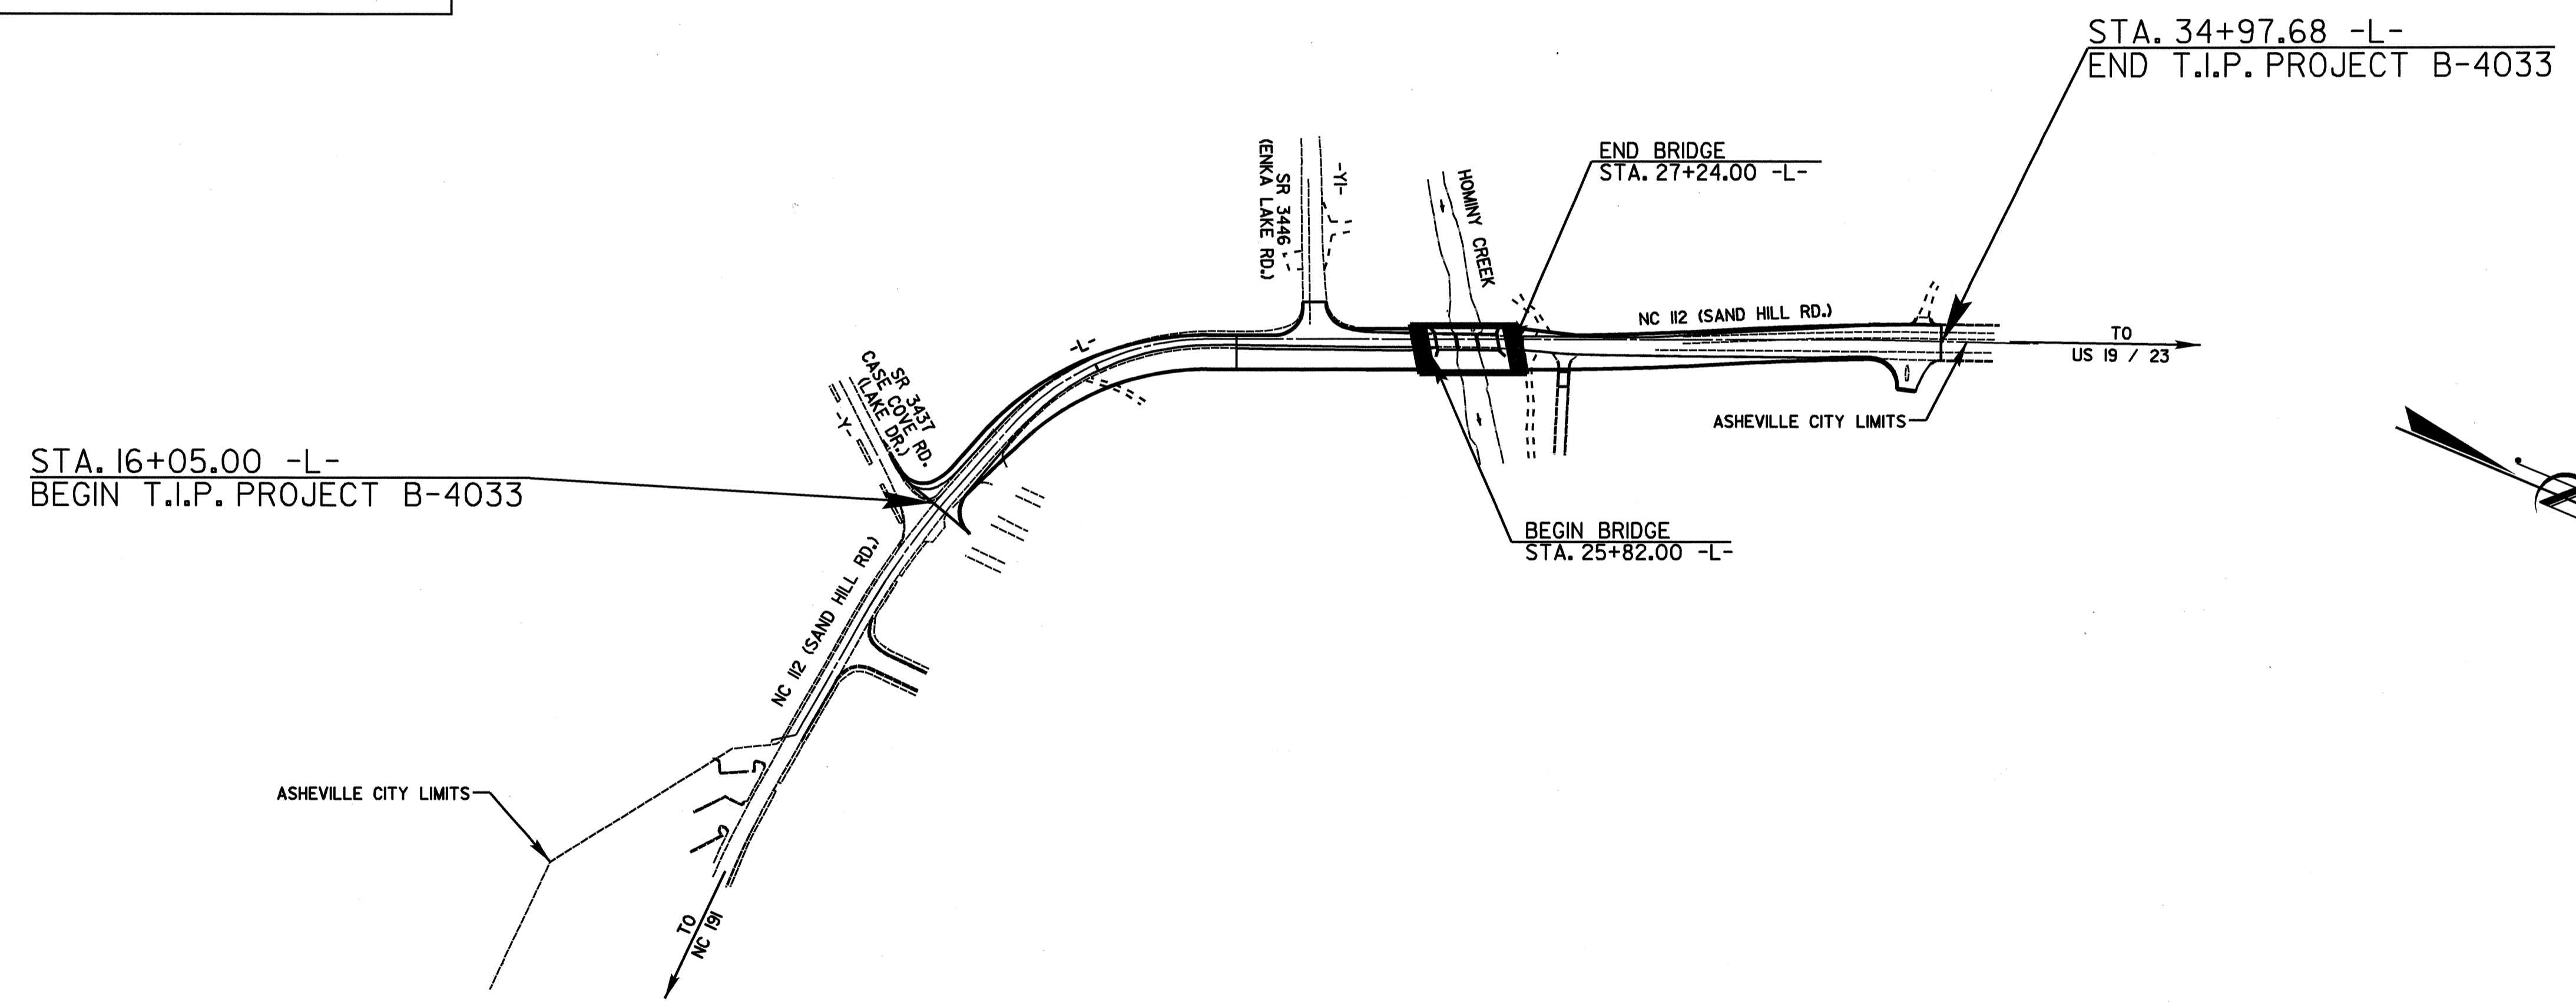 STA. 34+97.68 -L-
END T.I.P. PROJECT B-4033
END BRIDGE
STA. 27+24.00 -L-
-Y1-
SR 3446
(ENKA LAKE RD.)
HOMINY CREEK
NC 112 (SAND HILL RD.)
TO
US 19 / 23
ASHEVILLE CITY LIMITS
-L-
SR 3437
CASE COVE RD.
(LAKE DR.)
-Y-
STA. 16+05.00 -L-
BEGIN T.I.P. PROJECT B-4033
BEGIN BRIDGE
STA. 25+82.00 -L-
NC 112 (SAND HILL RD.)
ASHEVILLE CITY LIMITS
TO
NC 191